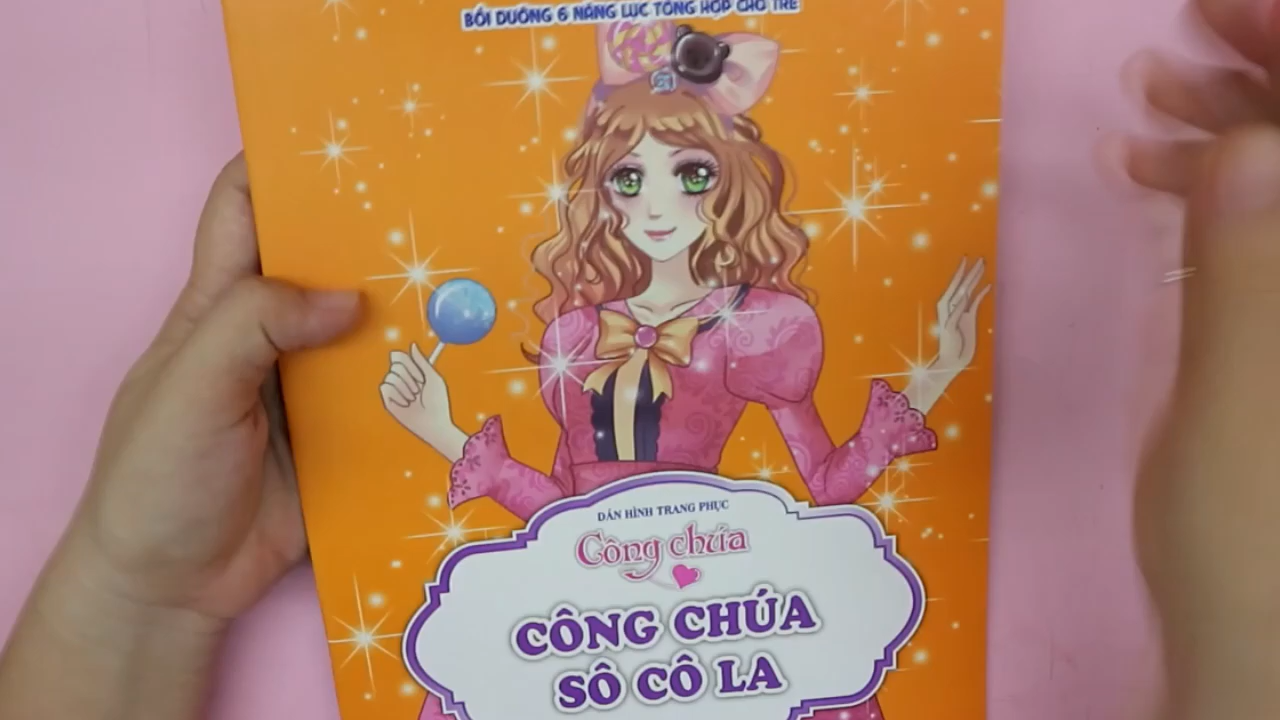 BỒI DƯỠNG 6 NĂNG LỰC TỔNG HỢP CHO TRẺ
DÁN HÌNH TRANG PHỤC
Công chúa
CÔNG CHÚA
SÔ CÔ LA